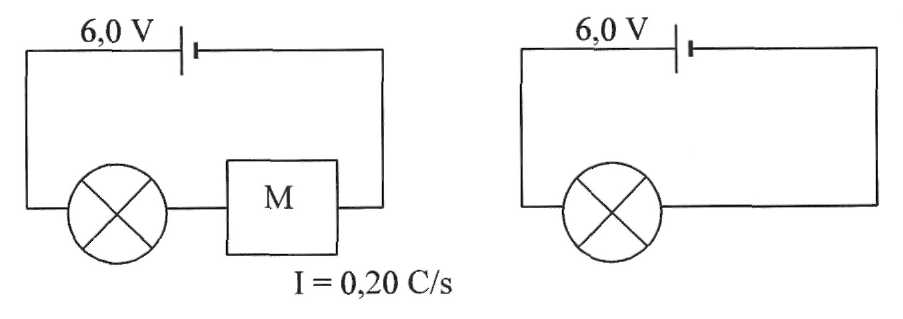 6,0 V
6,0 V
M
I = 0,20 C/s